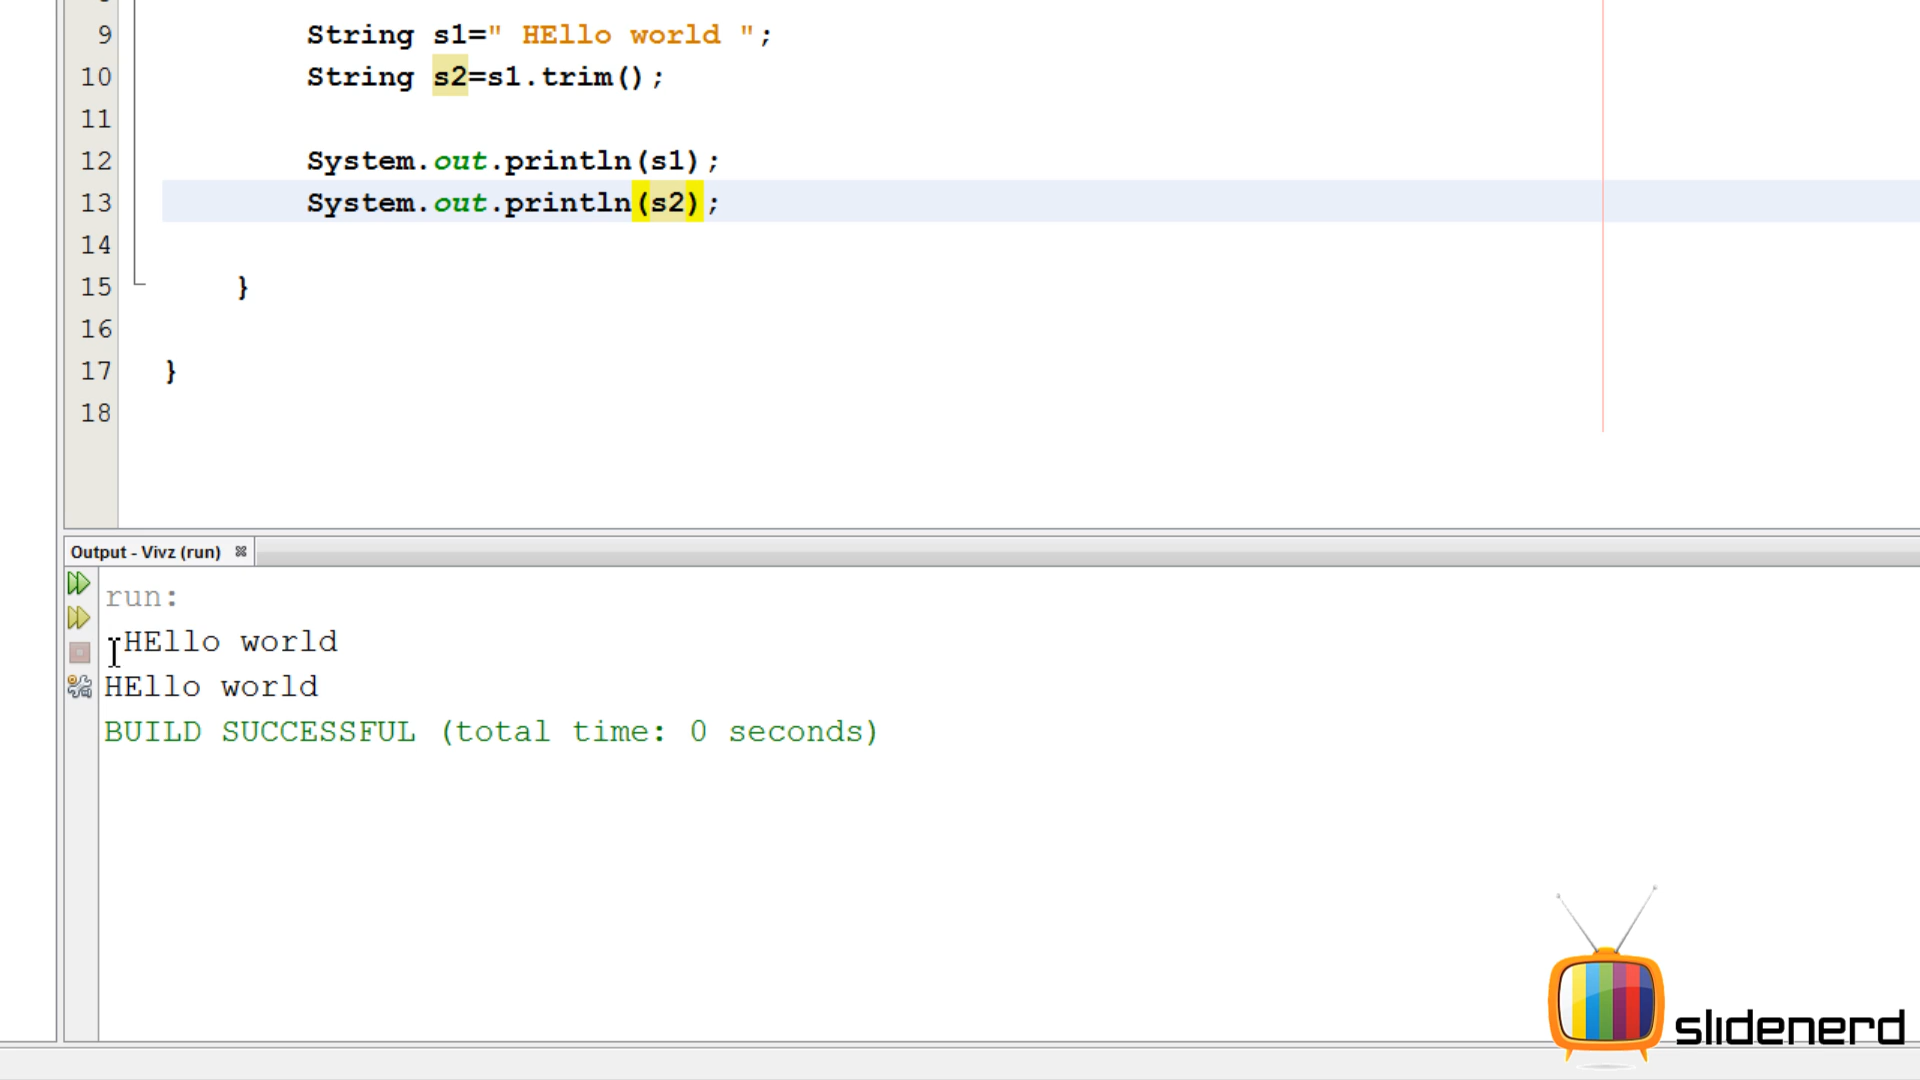 9 String s1=" HEllo world ";
10 String s2=s1.trim();
11
12 System.out.println(s1);
13 System.out.println(s2);
14
15 }
16
17 }
18
Output - Vivz (run)
run:
 HEllo world
HEllo world
BUILD SUCCESSFUL (total time: 0 seconds)
slidenerd